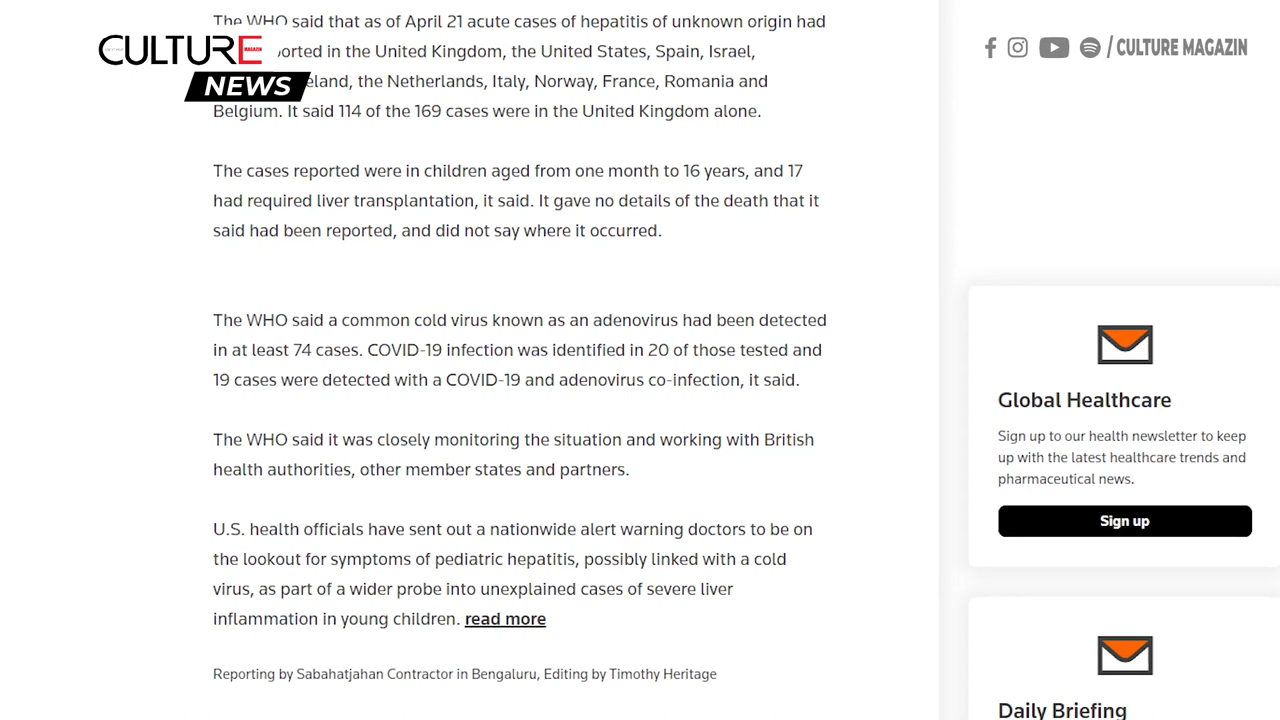 The WHO said that as of April 21 acute cases of hepatitis of unknown origin had
in the United Kingdom, the United States, Spain, Israel,
the Netherlands, Italy, Norway, France, Romania and
Belgium. It said 114 of the 169 cases were in the United Kingdom alone.
The cases reported were in children aged from one month to 16 years, and 17
had required liver transplantation, it said. It gave no details of the death that it
said had been reported, and did not say where it occurred.
The WHO said a common cold virus known as an adenovirus had been detected
in at least 74 cases. COVID-19 infection was identified in 20 of those tested and
19 cases were detected with a COVID-19 and adenovirus co-infection, it said.
The WHO said it was closely monitoring the situation and working with British
health authorities, other member states and partners.
U.S. health officials have sent out a nationwide alert warning doctors to be on
the lookout for symptoms of pediatric hepatitis, possibly linked with a cold
virus, as part of a wider probe into unexplained cases of severe liver
inflammation in young children. read more
Reporting by Sabahatjahan Contractor in Bengaluru, Editing by Timothy Heritage
CULTURE
MAGAZIN
NEWS
/ CULTURE MAGAZIN
Global Healthcare
Sign up to our health newsletter to keep
up with the latest healthcare trends and
pharmaceutical news.
Sign up
Daily Briefing